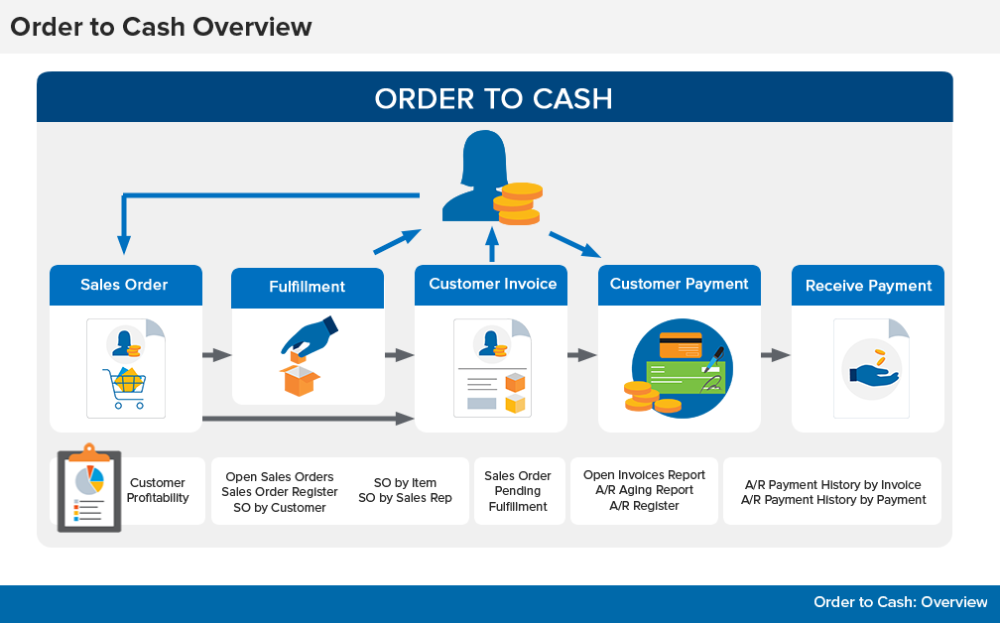 Order to Cash Overview
ORDER TO CASH
Sales Order
Fulfillment
Customer Invoice
Customer Payment
Receive Payment
Customer
Profitability
Open Sales Orders
Sales Order Register
SO by Customer
SO by Item
SO by Sales Rep
Sales Order
Pending
Fulfillment
Open Invoices Report
A/R Aging Report
A/R Register
A/R Payment History by Invoice
A/R Payment History by Payment
Order to Cash: Overview